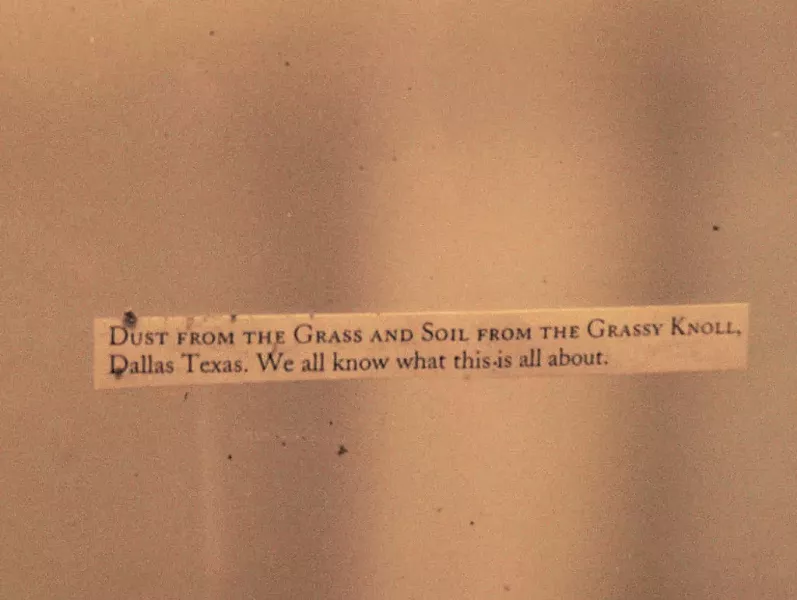 Dust from the Grass and Soil from the Grassy Knoll,
Dallas Texas. We all know what this is all about.